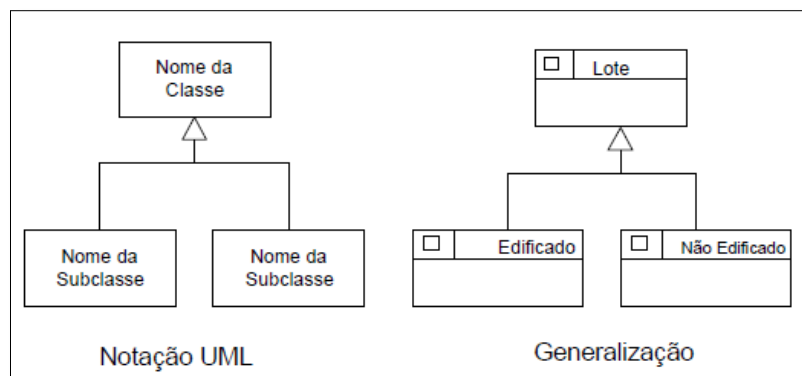 Nome da
Classe
Nome da
Subclasse
Nome da
Subclasse
Notação UML
Lote
Edificado
Não Edificado
Generalização